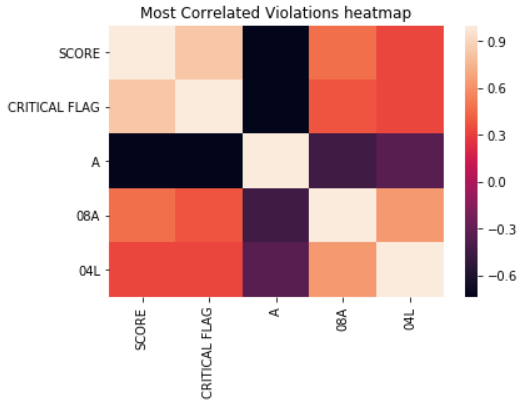 Most Correlated Violations heatmap
SCORE
CRITICAL FLAG
A
08A
04L
SCORE
CRITICAL FLAG
A
08A
04L
0.9
0.6
0.3
0.0
−0.3
−0.6